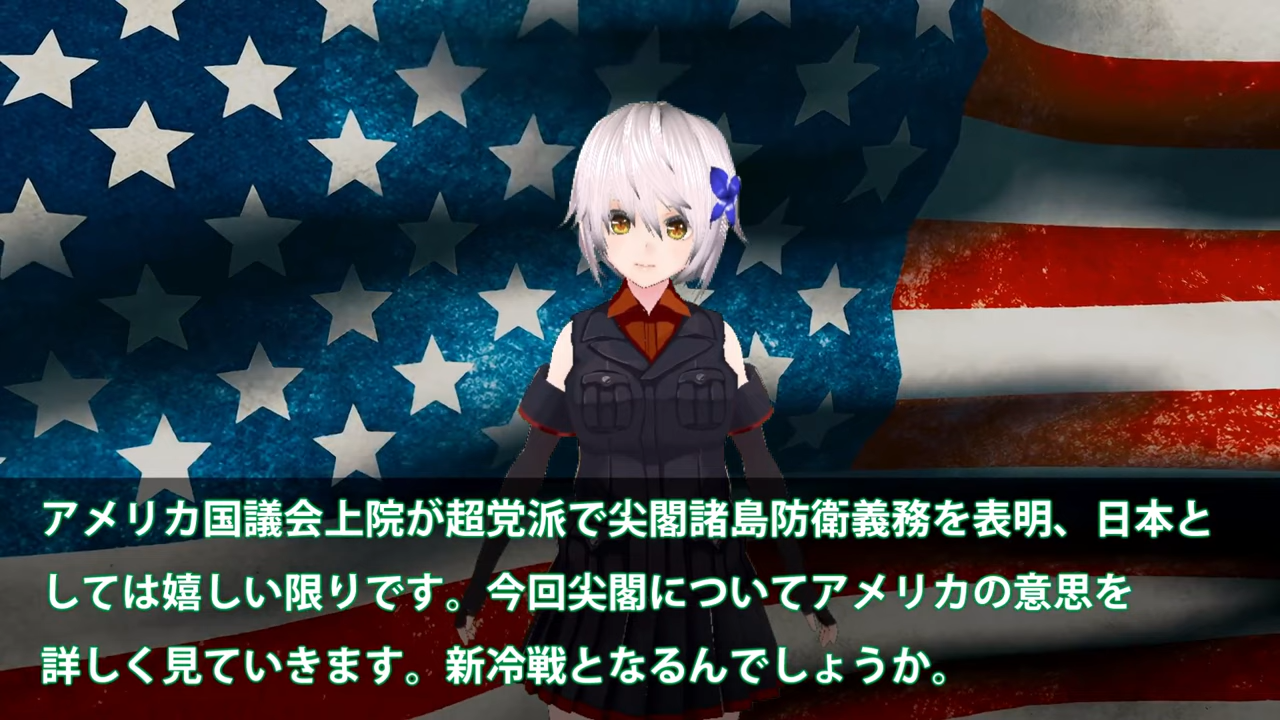 アメリカ国議会上院が超党派で尖閣諸島防衛義務を表明、日本と
しては嬉しい限りです。今回尖閣についてアメリカの意思を
詳しく見ていきます。新冷戦となるんでしょうか。